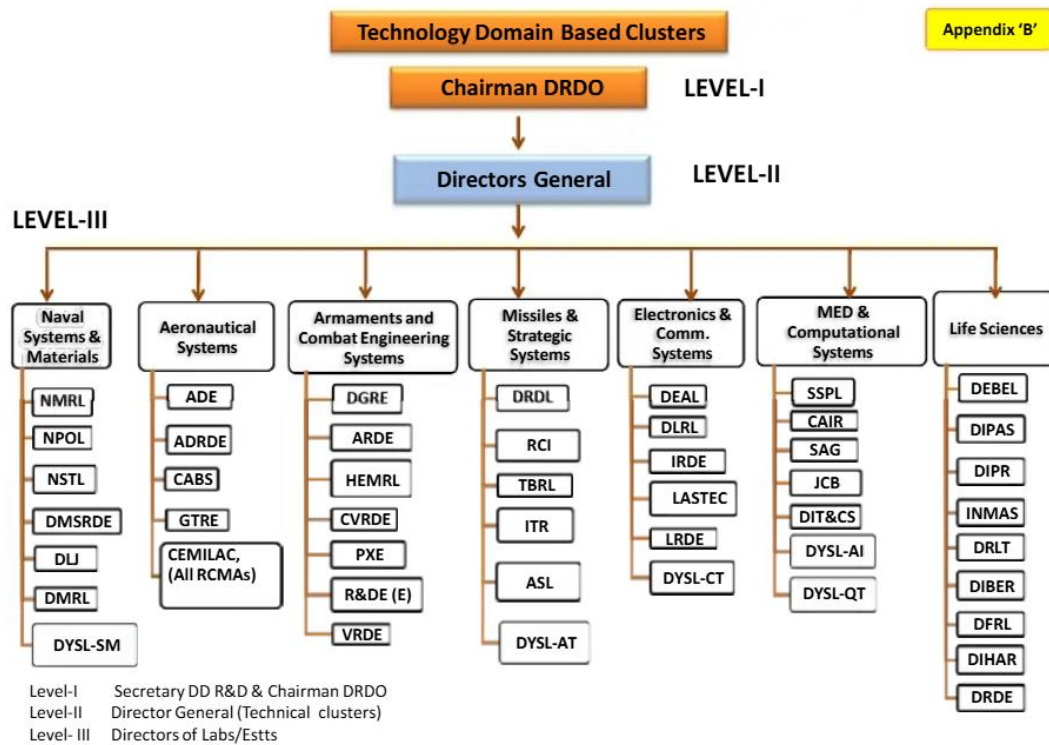 Technology Domain Based Clusters
Appendix ‘B’
Chairman DRDO
LEVEL-I
Directors General
LEVEL-II
LEVEL-III
Naval
Systems &
Materials
NMRL
NPOL
NSTL
DMSRDE
DLJ
DMRL
DYSL-SM
Aeronautical
Systems
ADE
ADRDE
CABS
GTRE
CEMILAC,
(All RCMAs)
Armaments and
Combat Engineering
Systems
DGRE
ARDE
HEMRL
CVRDE
PXE
R&DE (E)
VRDE
Missiles &
Strategic
Systems
DRDL
RCI
TBRL
ITR
ASL
DYSL-AT
Electronics &
Comm.
Systems
DEAL
DLRL
IRDE
LASTEC
LRDE
DYSL-CT
MED &
Computational
Systems
SSPL
CAIR
SAG
JCB
DIT&CS
DYSL-AI
DYSL-QT
Life Sciences
DEBEL
DIPAS
DIPR
INMAS
DRLT
DIBER
DFRL
DIHAR
DRDE
Level-I Secretary DD R&D & Chairman DRDO
Level-II Director General (Technical clusters)
Level- III Directors of Labs/Estts